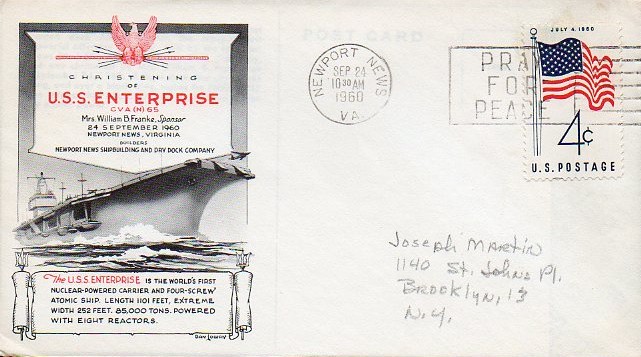 CHRISTENING
OF
U.S.S. ENTERPRISE
CVA (N) 65
Mrs. William B. Franke, Sponsor
24 SEPTEMBER 1960
NEWPORT NEWS, VIRGINIA
BUILDERS
NEWPORT NEWS SHIPBUILDING AND DRY DOCK COMPANY
The U.S.S. ENTERPRISE IS THE WORLD'S FIRST
NUCLEAR-POWERED CARRIER AND FOUR-SCREW
ATOMIC SHIP. LENGTH 1101 FEET, EXTREME
WIDTH 252 FEET. 85,000 TONS. POWERED
WITH EIGHT REACTORS.
POST CARD
NEWPORT NEWS
SEP 24
10 30 AM
1960
VA.
PRAY
FOR
PEACE
JULY 4, 1960
4¢
U.S. POSTAGE
Joseph Martin
1140 St. Johns Pl.
Brooklyn, 13
N.Y.